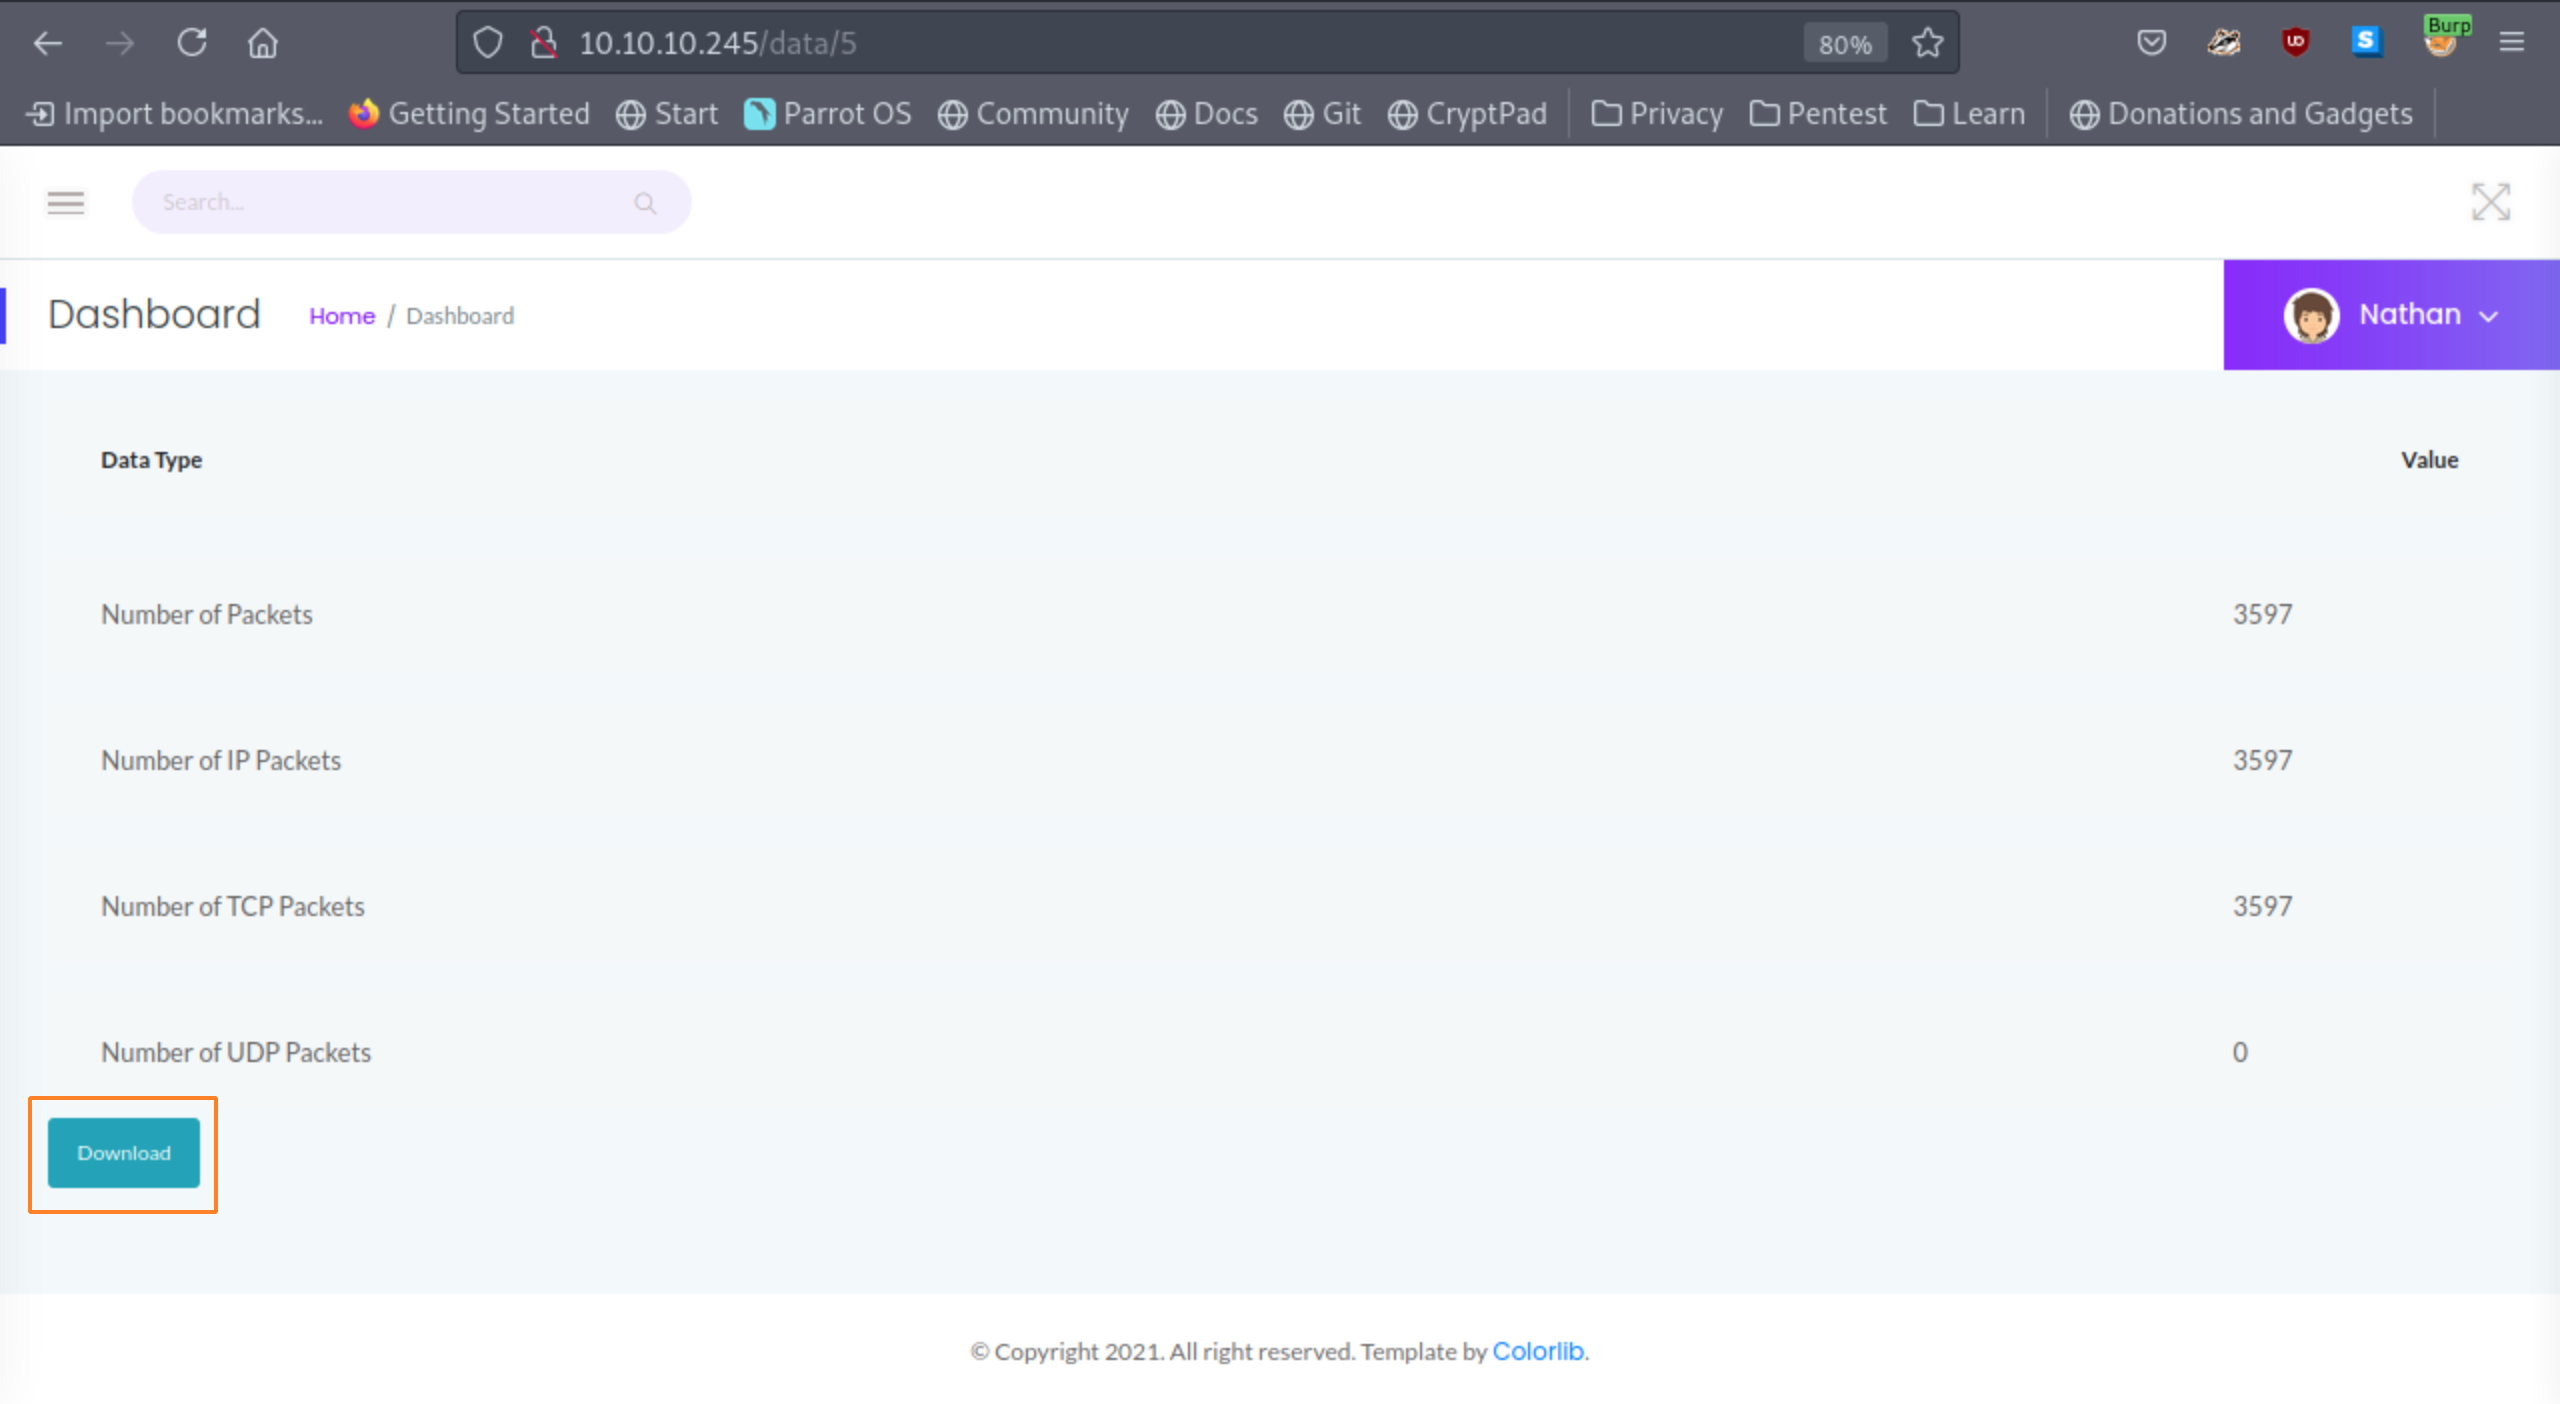 10.10.10.245/data/5 80% Burp
Import bookmarks... Getting Started Start Parrot OS Community Docs Git CryptPad Privacy Pentest Learn Donations and Gadgets
Search...
Dashboard Home / Dashboard Nathan
Data Type Value
Number of Packets 3597
Number of IP Packets 3597
Number of TCP Packets 3597
Number of UDP Packets 0
Download
© Copyright 2021. All right reserved. Template by Colorlib.